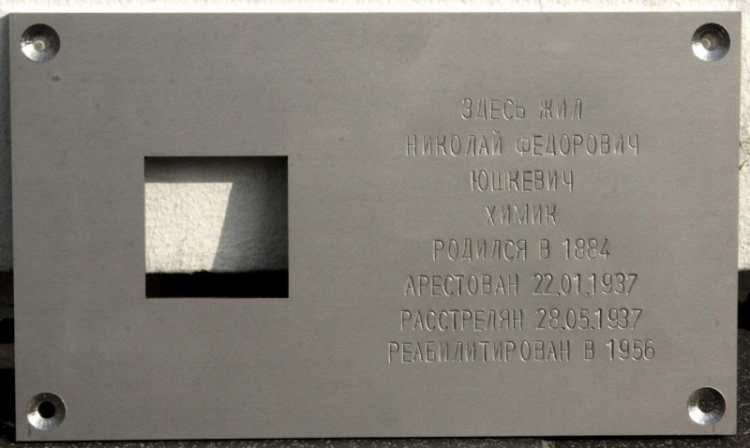 ЗДЕСЬ ЖИЛ
НИКОЛАЙ ФЕДОРОВИЧ
ЮШКЕВИЧ
ХИМИК
РОДИЛСЯ В 1884
АРЕСТОВАН 22.01.1937
РАССТРЕЛЯН 28.05.1937
РЕАБИЛИТИРОВАН В 1956